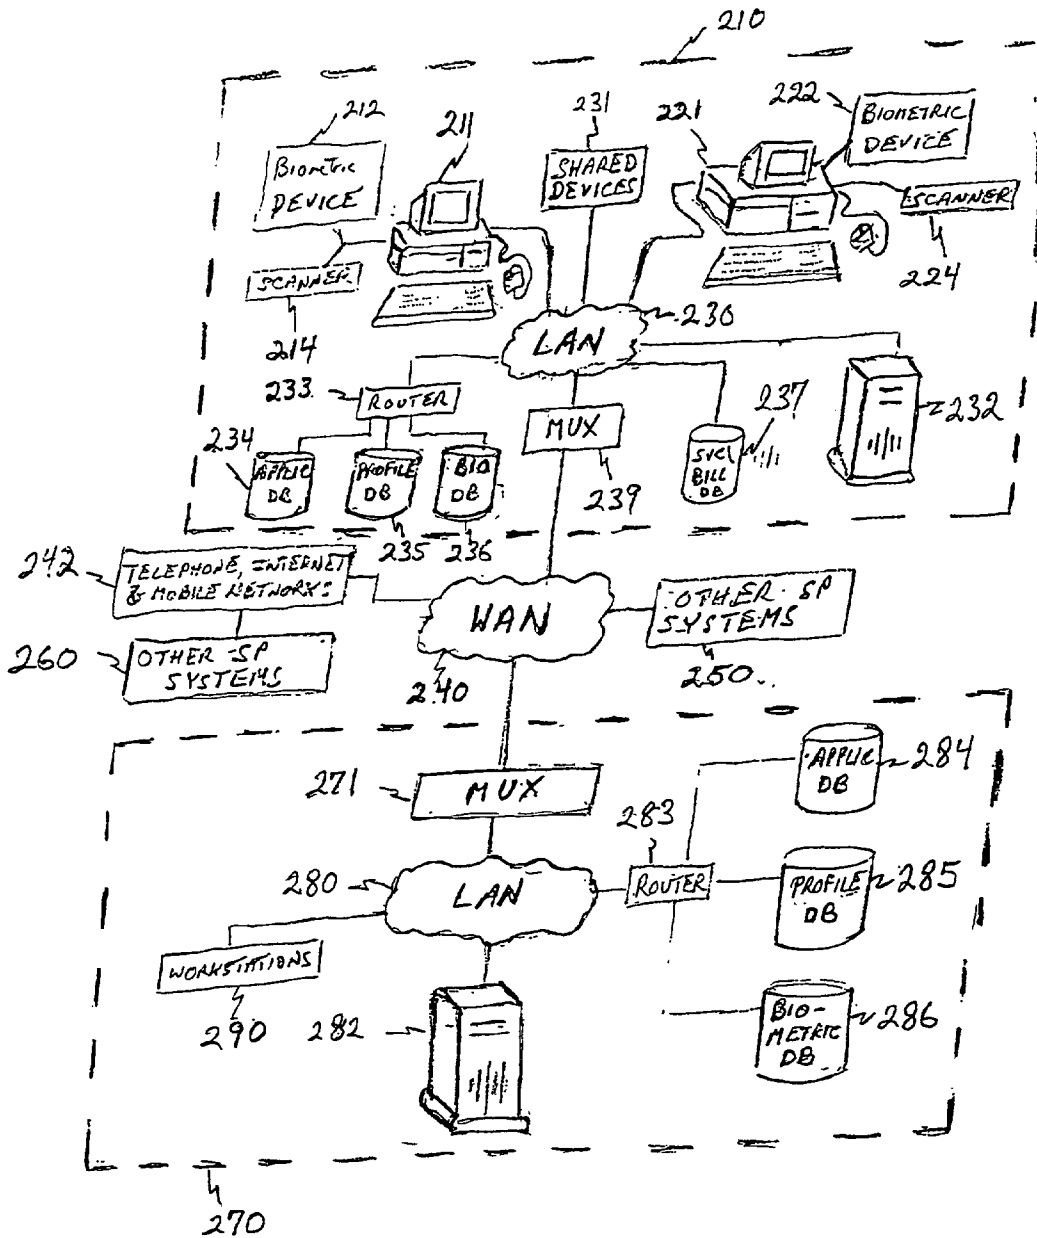 210
212
211
231
221
222
Biometric
DEVICE
SHARED
DEVICES
BIOMETRIC
DEVICE
SCANNER
SCANNER
214
224
230
LAN
233
ROUTER
MUX
237
232
234
APPLIC
DB
PROFILE
DB
BIO
DB
239
SVC/
BILL
DB
235
236
242
TELEPHONE, INTERNET
& MOBILE NETWORKS
WAN
OTHER SP
SYSTEMS
260
OTHER SP
SYSTEMS
240
250
271
MUX
APPLIC
DB
284
283
280
LAN
ROUTER
PROFILE
DB
285
WORKSTATIONS
290
282
BIO-
METRIC
DB
286
270